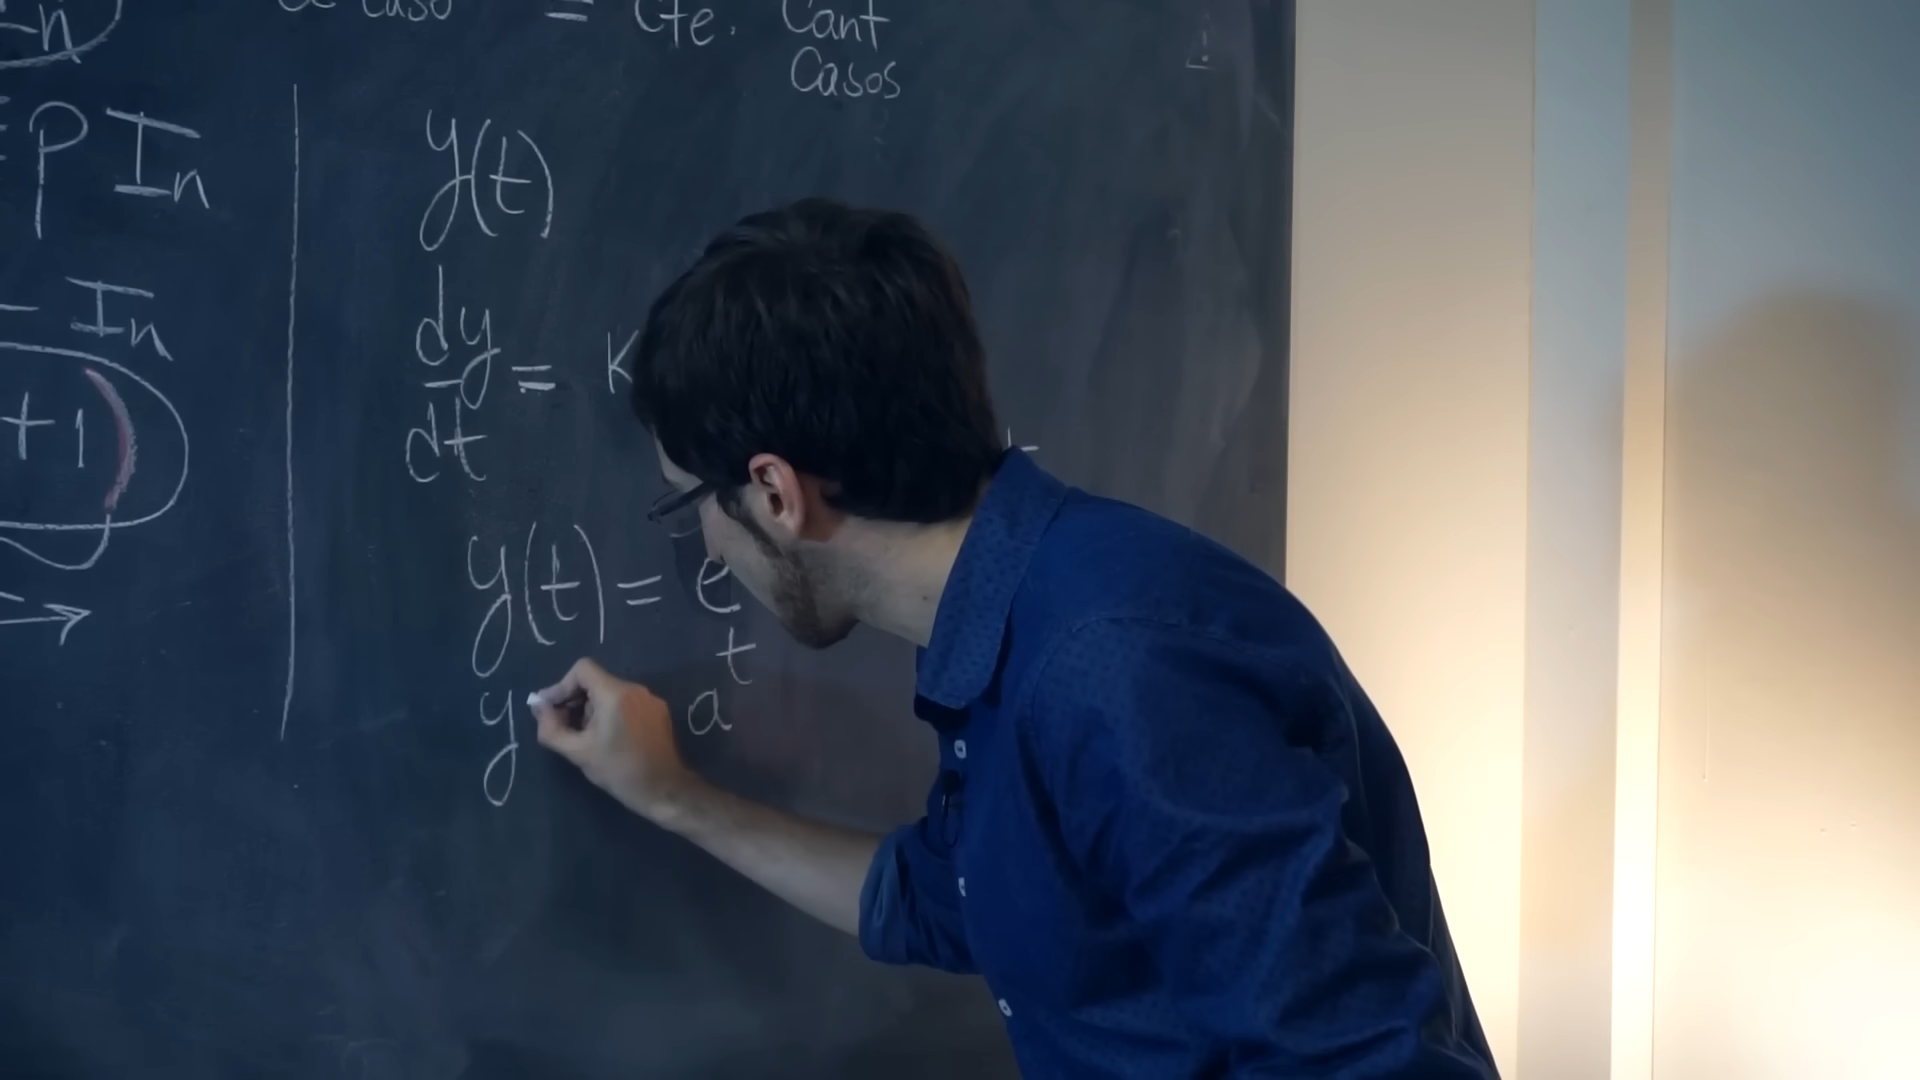 caso = Cte. Cant
Casos
-n
P In
- In
+ 1
y(t)
dy/dt = K
y(t) = e
t
y a